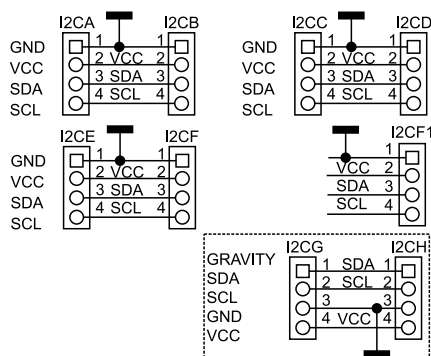 I2CA I2CB
GND 1 1
VCC 2 VCC 2
SDA 3 SDA 3
SCL 4 SCL 4
I2CC I2CD
GND 1 1
VCC 2 VCC 2
SDA 3 SDA 3
SCL 4 SCL 4
I2CE I2CF
GND 1 1
VCC 2 VCC 2
SDA 3 SDA 3
SCL 4 SCL 4
I2CF1
1
VCC 2
SDA 3
SCL 4
I2CG I2CH
GRAVITY 1 SDA 1
SDA 2 SCL 2
SCL 3 3
GND 4 VCC 4
VCC